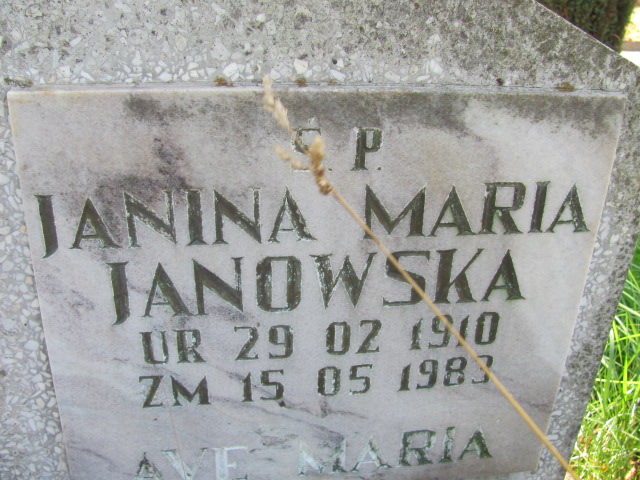 Ś. P.
JANINA MARIA
JANOWSKA
UR 29 02 1910
ZM 15 05 1983
AVE MARIA